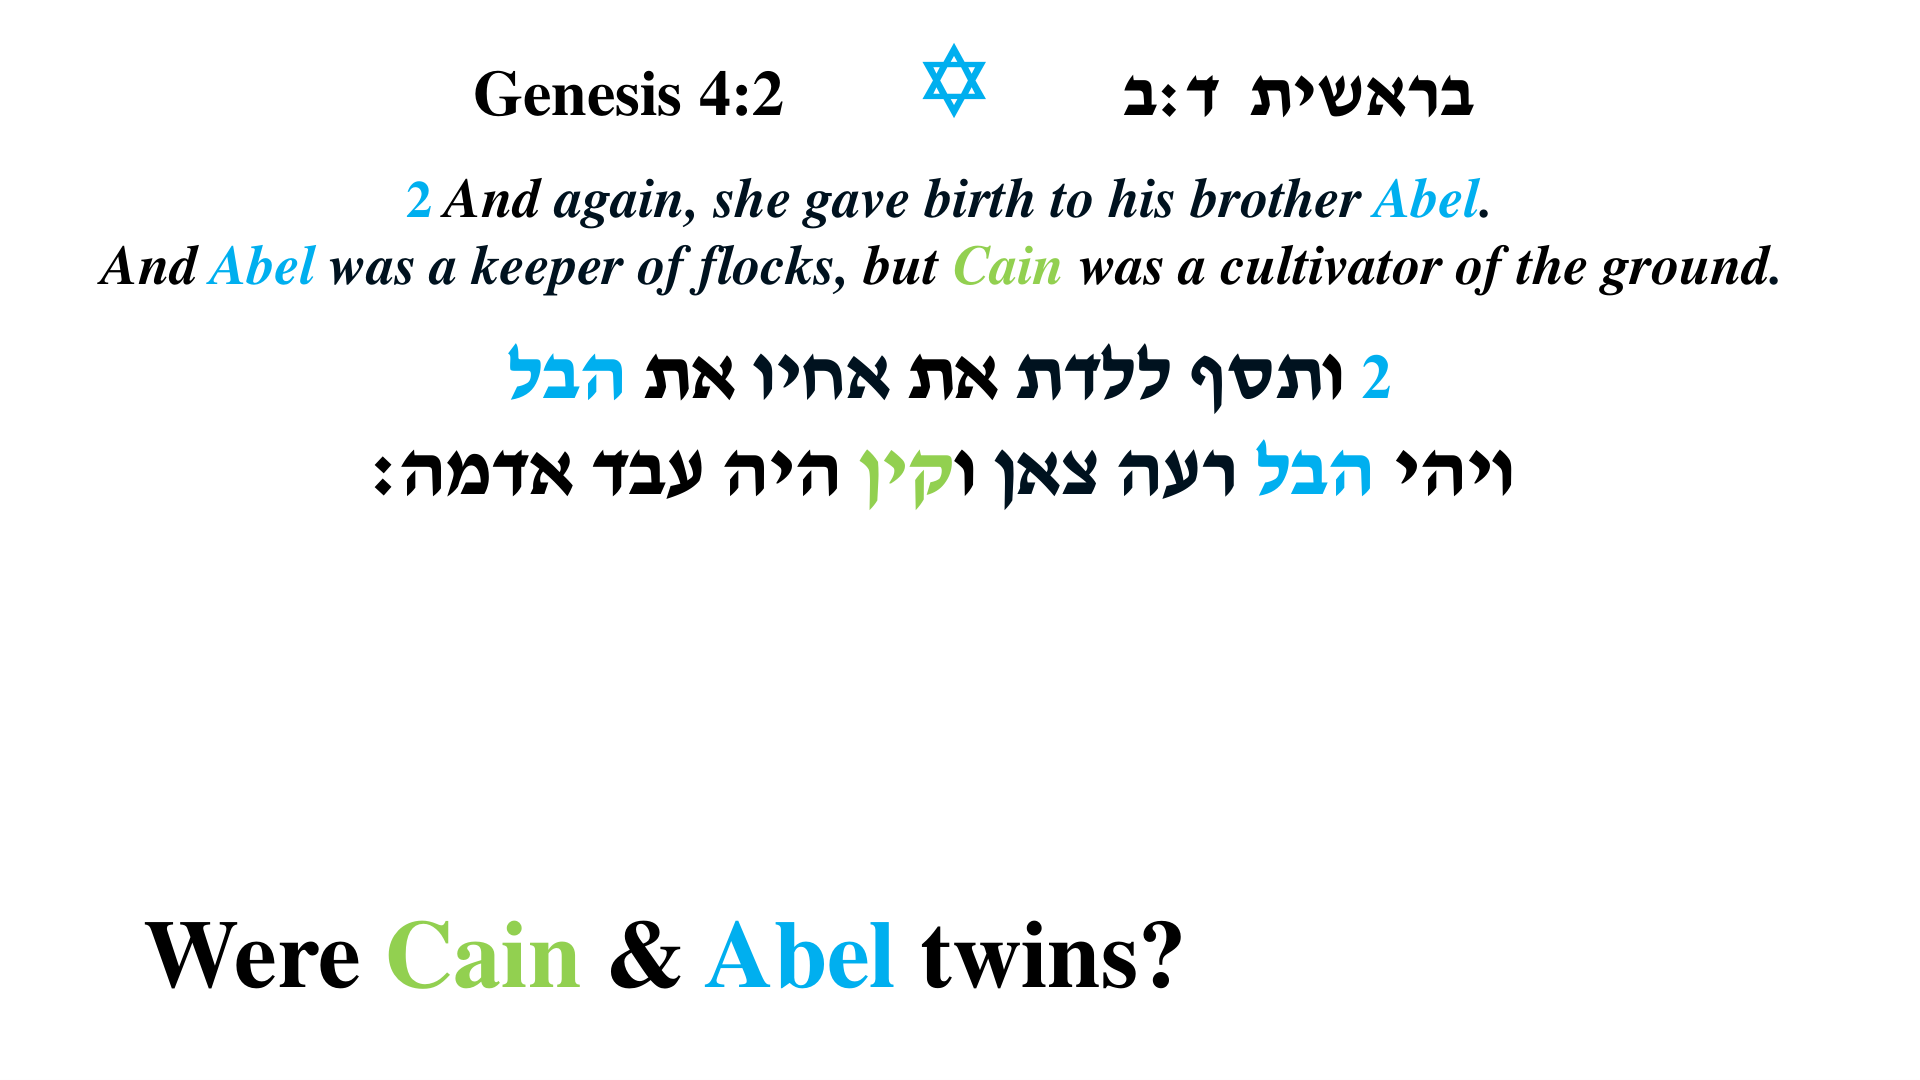 Genesis 4:2 ✡ בראשית ד:ב
2 And again, she gave birth to his brother Abel.
And Abel was a keeper of flocks, but Cain was a cultivator of the ground.
2 ותסף ללדת את אחיו את הבל
ויהי הבל רעה צאן וקין היה עבד אדמה:
Were Cain & Abel twins?